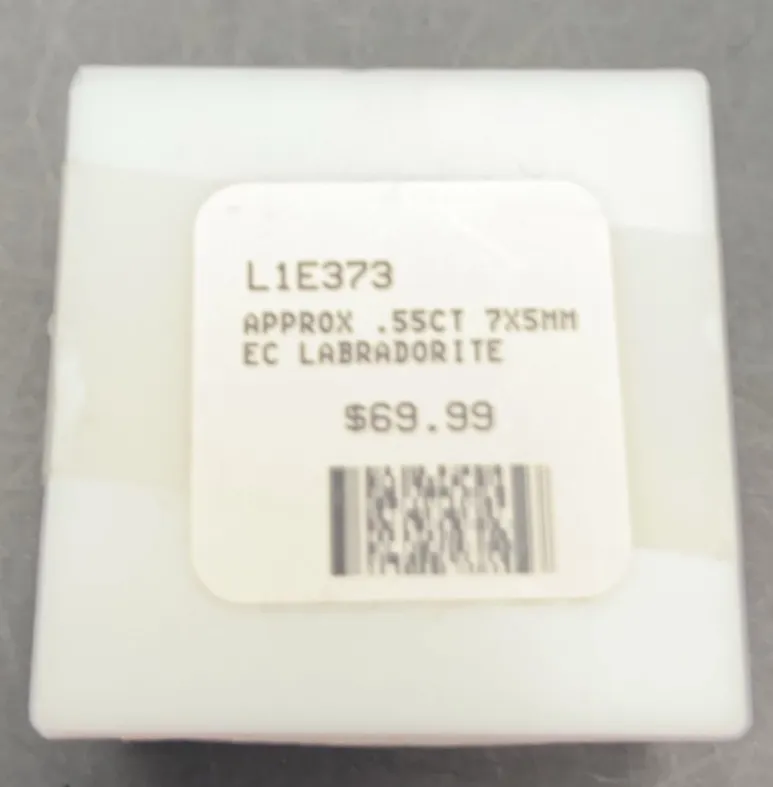 L1E373
APPROX .55CT 7X5MM
EC LABRADORITE
$69.99